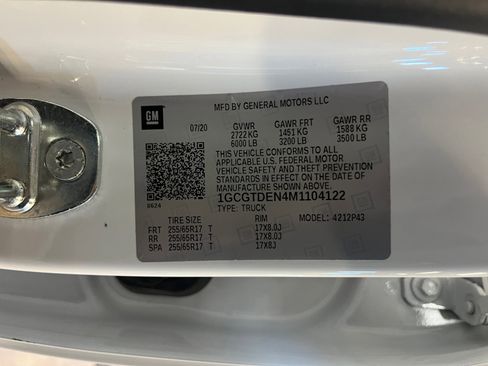 GM
MFD BY GENERAL MOTORS LLC
07/20 GVWR GAWR FRT GAWR RR
2722 KG 1451 KG 1588 KG
6000 LB 3200 LB 3500 LB
THIS VEHICLE CONFORMS TO ALL
APPLICABLE U.S. FEDERAL MOTOR
VEHICLE SAFETY AND THEFT PREVENTION
STANDARDS IN EFFECT ON THE DATE OF
MANUFACTURE SHOWN ABOVE.
1GCGTDEN4M1104122
8624 TYPE: TRUCK MODEL: 4212P43
TIRE SIZE RIM
FRT 255/65R17 T 17X8.0J
RR 255/65R17 T 17X8.0J
SPA 255/65R17 T 17X8J